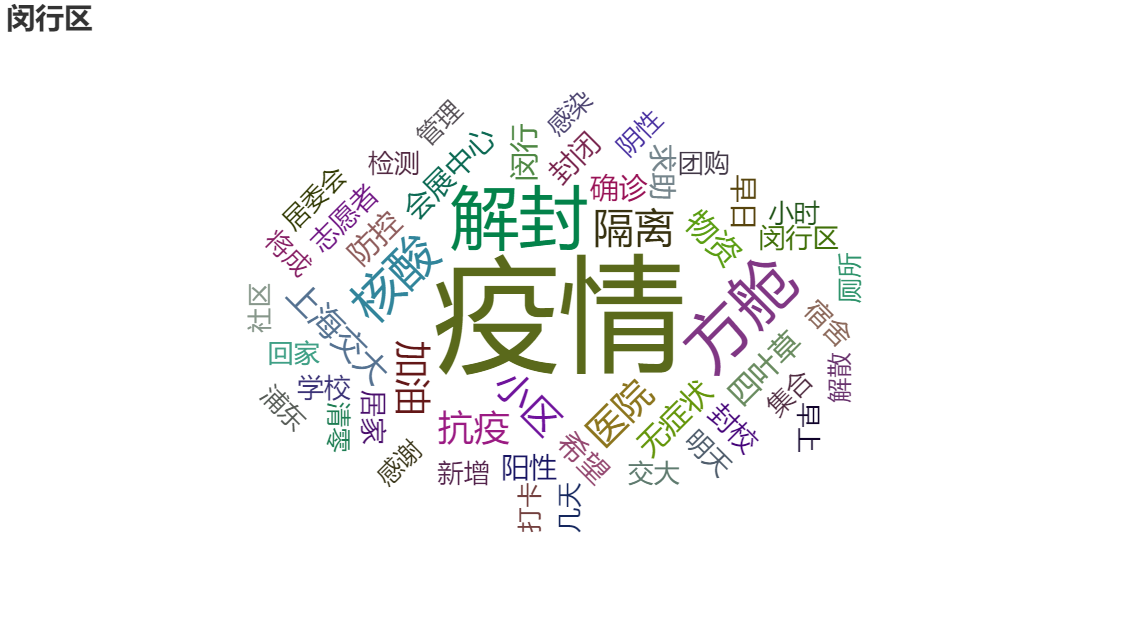 闵行区
管理
感染
阴性
闵行
封闭
求助
团购
检测
会展中心
确诊
居委会
志愿者
解封
隔离
物资
小时
闵行区
防控
将成
核酸
疫情
方舱
厕所
社区
上海交大
宿舍
回家
加油
四叶草
解散
学校
小区
医院
无症状
集合
浦东
清零
居家
抗疫
封校
希望
明天
感谢
新增
阳性
交大
打卡
几天